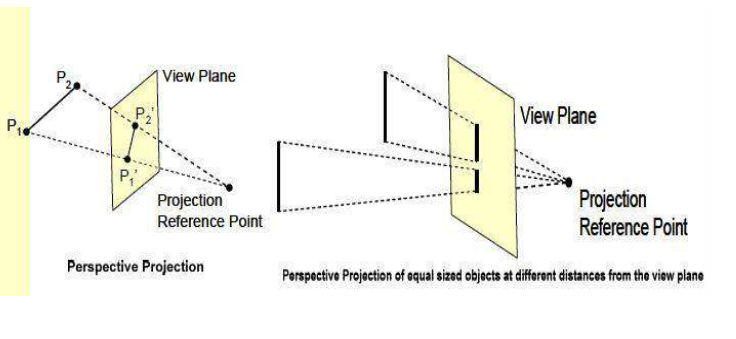 P₂
View Plane
P₁
P₂'
P₁'
Projection
Reference Point
Perspective Projection
View Plane
Projection
Reference Point
Perspective Projection of equal sized objects at different distances from the view plane